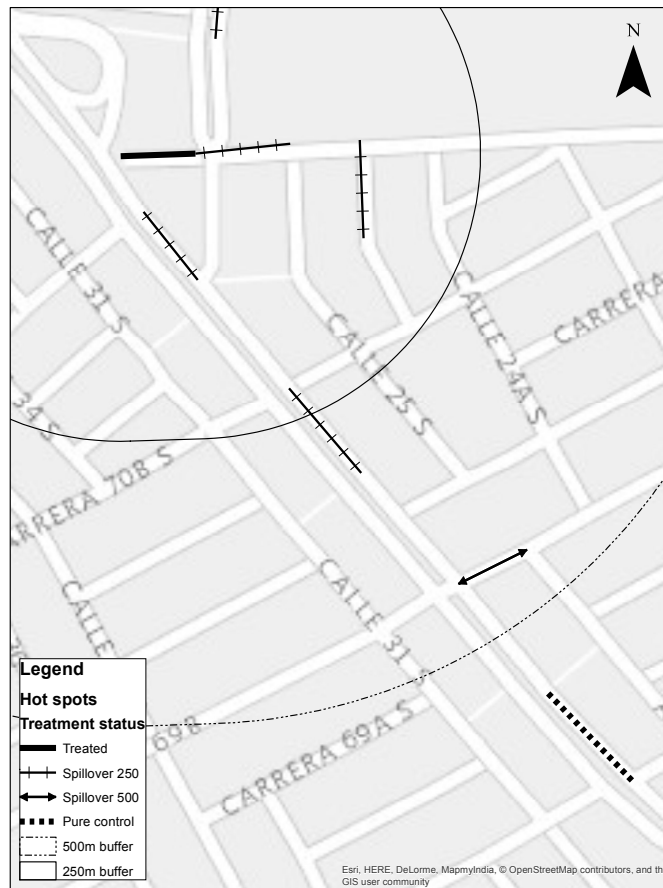 N
CALLE 31 S
CALLE 25 S
CALLE 24A S
CARRERA
34 S
CARRERA 70B S
CALLE 31 S
CALLE
69B
CARRERA 69A S
Legend
Hot spots
Treatment status
Treated
Spillover 250
Spillover 500
Pure control
500m buffer
250m buffer
Esri, HERE, DeLorme, MapmyIndia, © OpenStreetMap contributors, and th
GIS user community